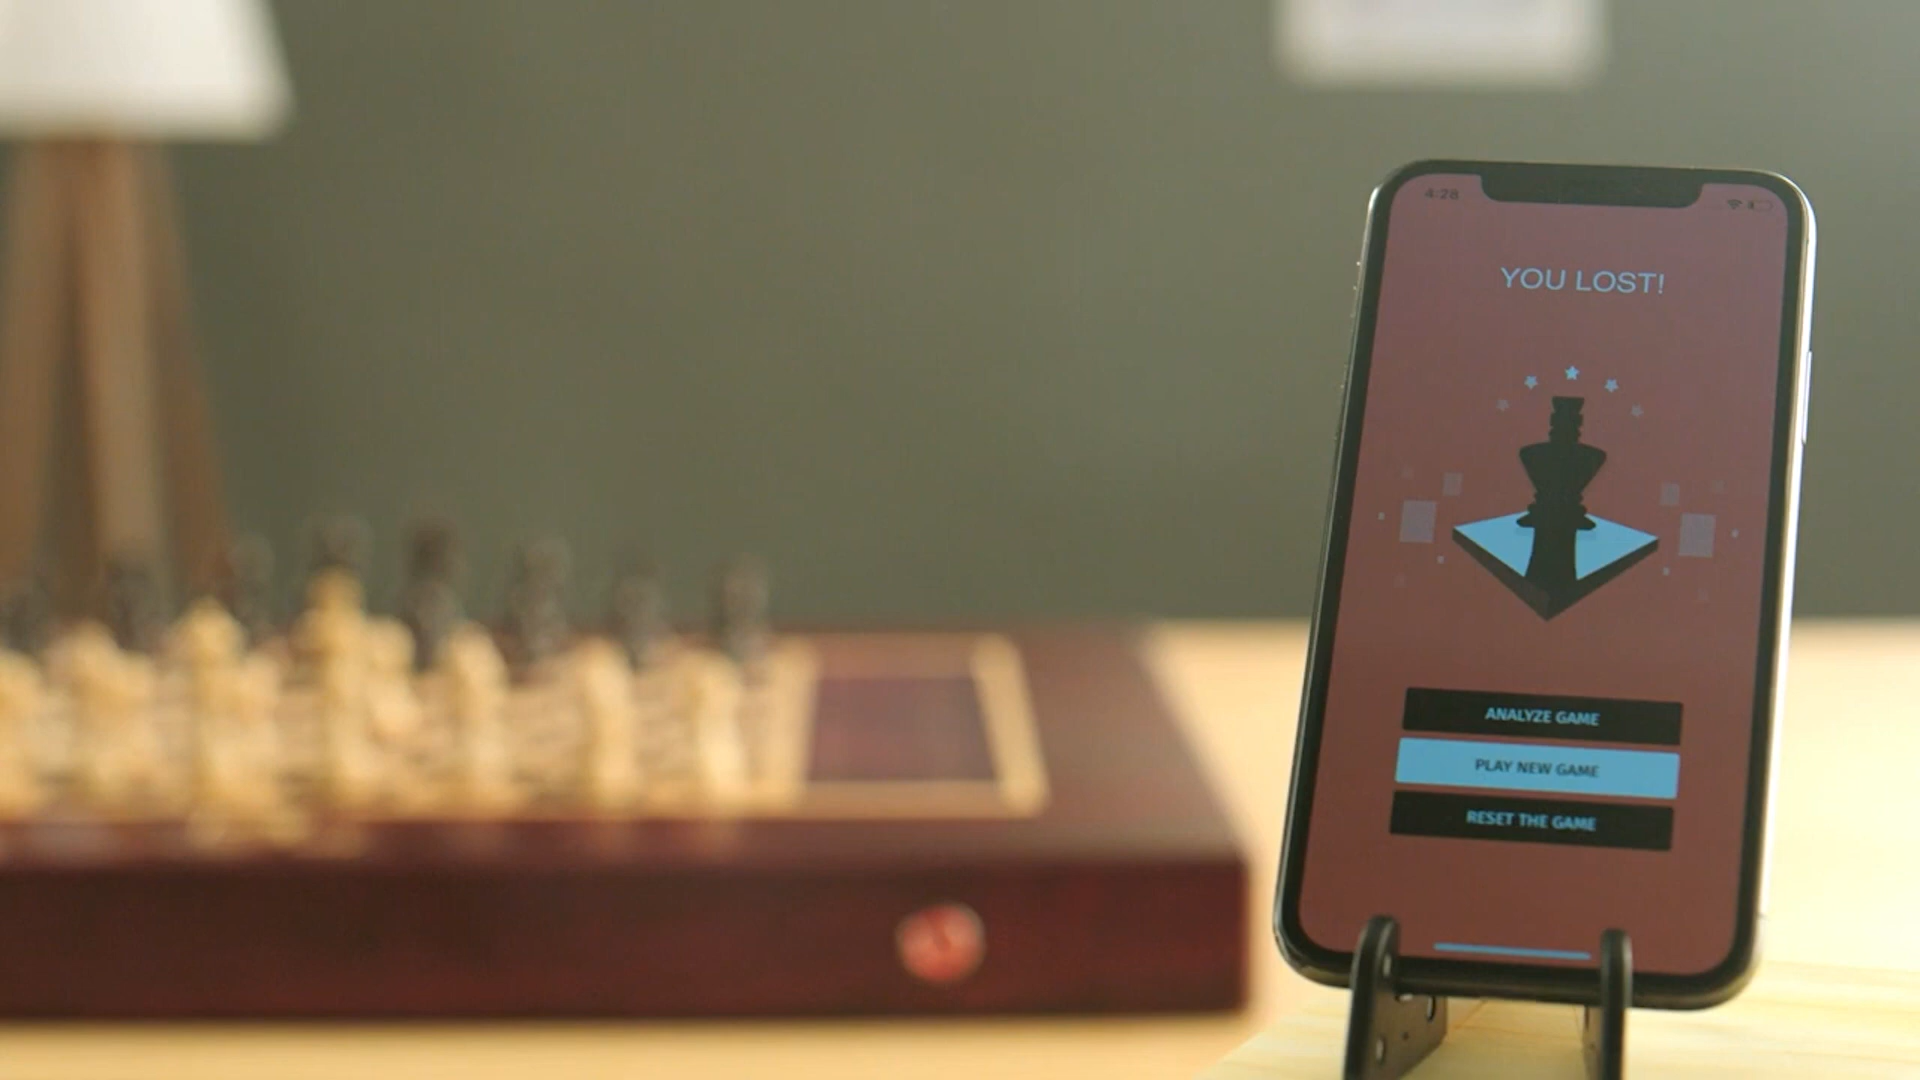 4:28
YOU LOST!
ANALYZE GAME
PLAY NEW GAME
RESET THE GAME